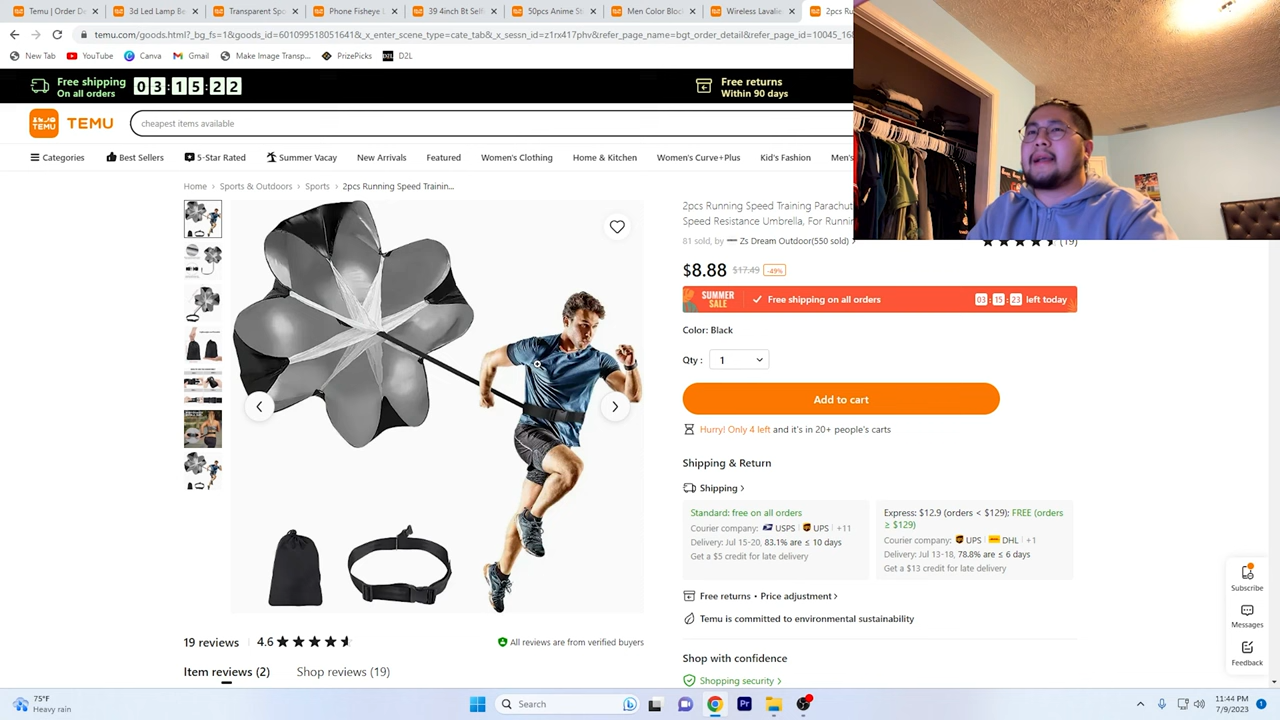 Temu | Order De
3d Led Lamp Be
Transparent Spo
Phone Fisheye L
39 4inch Bt Self
50pcs Anime St
Men Color Bloc
Wireless Lavalie
2pcs Ru
temu.com/goods.html?_bg_fs=1&goods_id=601099518051641&_x_enter_scene_type=cate_tab&_x_sessn_id=z1rx417phv&refer_page_name=bgt_order_detail&refer_page_id=10045_168
New Tab
YouTube
Canva
Gmail
Make Image Transp...
PrizePicks
D2L
Free shipping
On all orders
03:15:22
Free returns
Within 90 days
TEMU
TEMU
cheapest items available
Categories
Best Sellers
5-Star Rated
Summer Vacay
New Arrivals
Featured
Women's Clothing
Home & Kitchen
Women's Curve+Plus
Kid's Fashion
Men's
Home › Sports & Outdoors › Sports › 2pcs Running Speed Trainin...
2pcs Running Speed Training Parachut
Speed Resistance Umbrella, For Runnin
81 sold, by Zs Dream Outdoor(550 sold)
(19)
$8.88 $17.49 -49%
SUMMER SALE
Free shipping on all orders
03:15:23 left today
Color: Black
Qty : 1
Add to cart
Hurry! Only 4 left and it's in 20+ people's carts
Shipping & Return
Shipping ›
Standard: free on all orders
Courier company: USPS UPS | +11
Delivery: Jul 15-20, 83.1% are ≤ 10 days
Get a $5 credit for late delivery
Express: $12.9 (orders < $129): FREE (orders
≥ $129)
Courier company: UPS | DHL | +1
Delivery: Jul 13-18, 78.8% are ≤ 6 days
Get a $13 credit for late delivery
Free returns • Price adjustment ›
Temu is committed to environmental sustainability
Shop with confidence
Shopping security ›
19 reviews
4.6
All reviews are from verified buyers
Item reviews (2)
Shop reviews (19)
Subscribe
Messages
Feedback
75°F
Heavy rain
Search
Pr
11:44 PM
7/9/2023
1